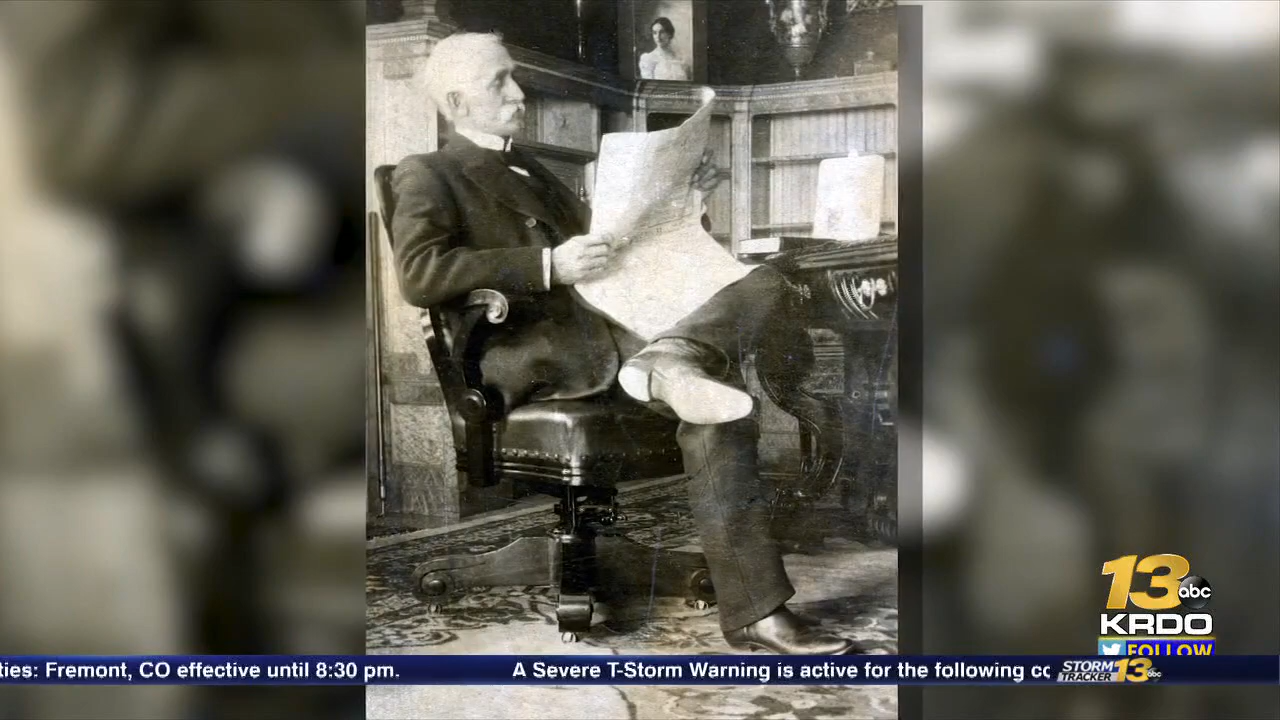 13
abc
KRDO
FOLLOW
ties: Fremont, CO effective until 8:30 pm. A Severe T-Storm Warning is active for the following co
STORM
TRACKER
13
abc